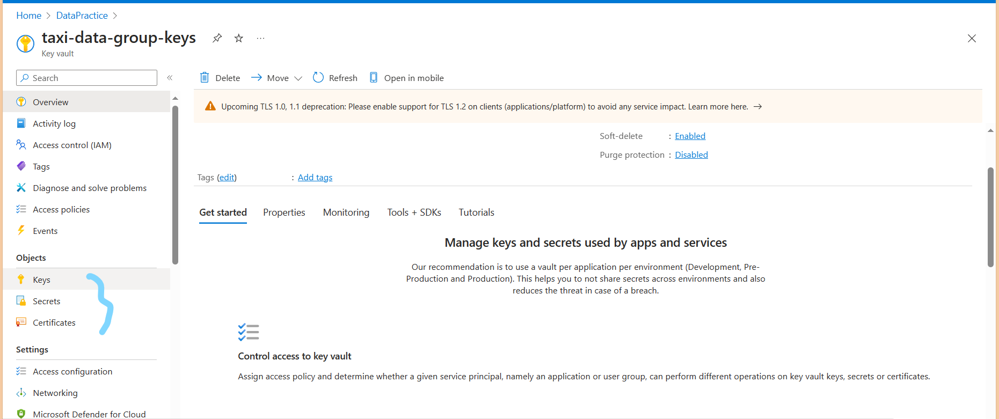 Home > DataPractice >
taxi-data-group-keys ...
Key vault
Search «
Delete Move Refresh Open in mobile
Overview
Activity log
Access control (IAM)
Tags
Diagnose and solve problems
Access policies
Events
Objects
Keys
Secrets
Certificates
Settings
Access configuration
Networking
Microsoft Defender for Cloud
Upcoming TLS 1.0, 1.1 deprecation: Please enable support for TLS 1.2 on clients (applications/platform) to avoid any service impact. Learn more here. →
Soft-delete : Enabled
Purge protection : Disabled
Tags (edit) : Add tags
Get started Properties Monitoring Tools + SDKs Tutorials
Manage keys and secrets used by apps and services
Our recommendation is to use a vault per application per environment (Development, Pre-
Production and Production). This helps you to not share secrets across environments and also
reduces the threat in case of a breach.
Control access to key vault
Assign access policy and determine whether a given service principal, namely an application or user group, can perform different operations on key vault keys, secrets or certificates.